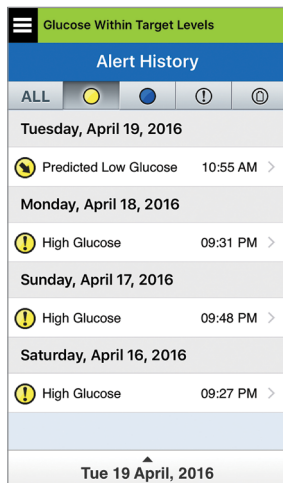 Glucose Within Target Levels
Alert History
ALL
Tuesday, April 19, 2016
Predicted Low Glucose 10:55 AM
Monday, April 18, 2016
High Glucose 09:31 PM
Sunday, April 17, 2016
High Glucose 09:48 PM
Saturday, April 16, 2016
High Glucose 09:27 PM
Tue 19 April, 2016